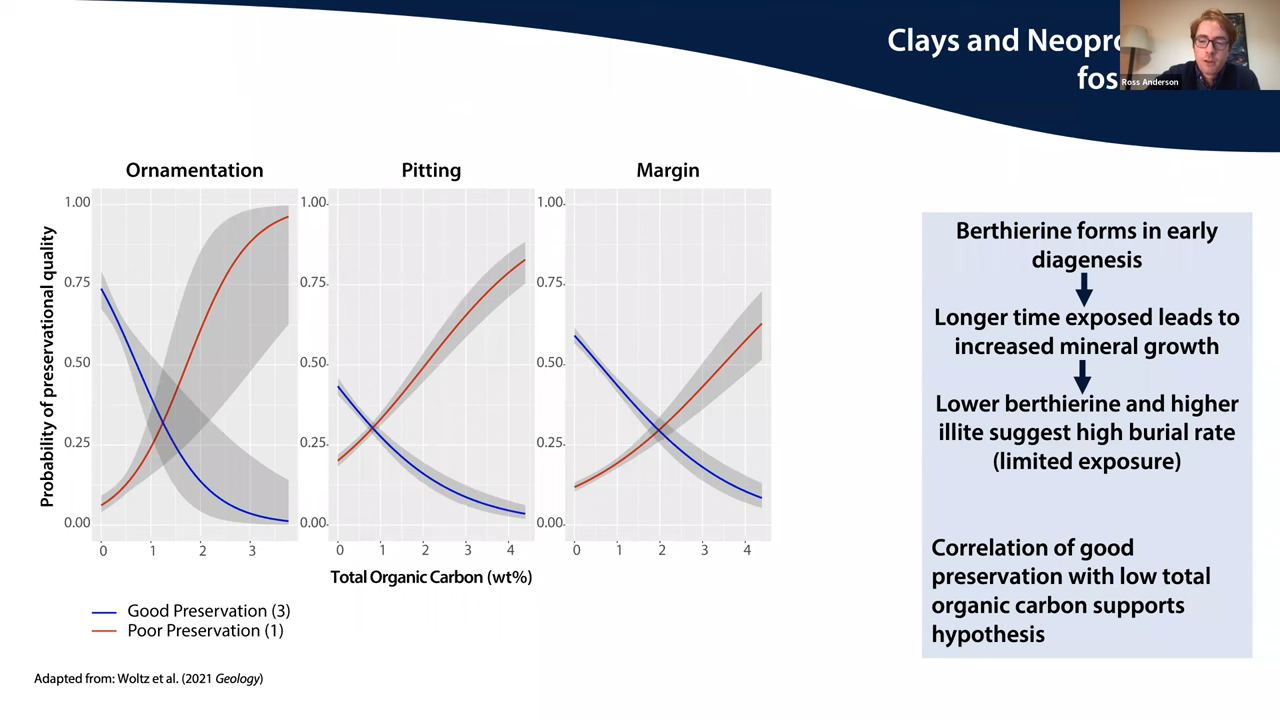 Clays and Neopro
fos
Ross Anderson
Ornamentation
Pitting
Margin
Probability of preservational quality
1.00
0.75
0.50
0.25
0.00
0 1 2 3
1.00
0.75
0.50
0.25
0.00
0 1 2 3 4
1.00
0.75
0.50
0.25
0.00
0 1 2 3 4
Total Organic Carbon (wt%)
Good Preservation (3)
Poor Preservation (1)
Adapted from: Woltz et al. (2021 Geology)
Berthierine forms in early
diagenesis
Longer time exposed leads to
increased mineral growth
Lower berthierine and higher
illite suggest high burial rate
(limited exposure)
Correlation of good
preservation with low total
organic carbon supports
hypothesis